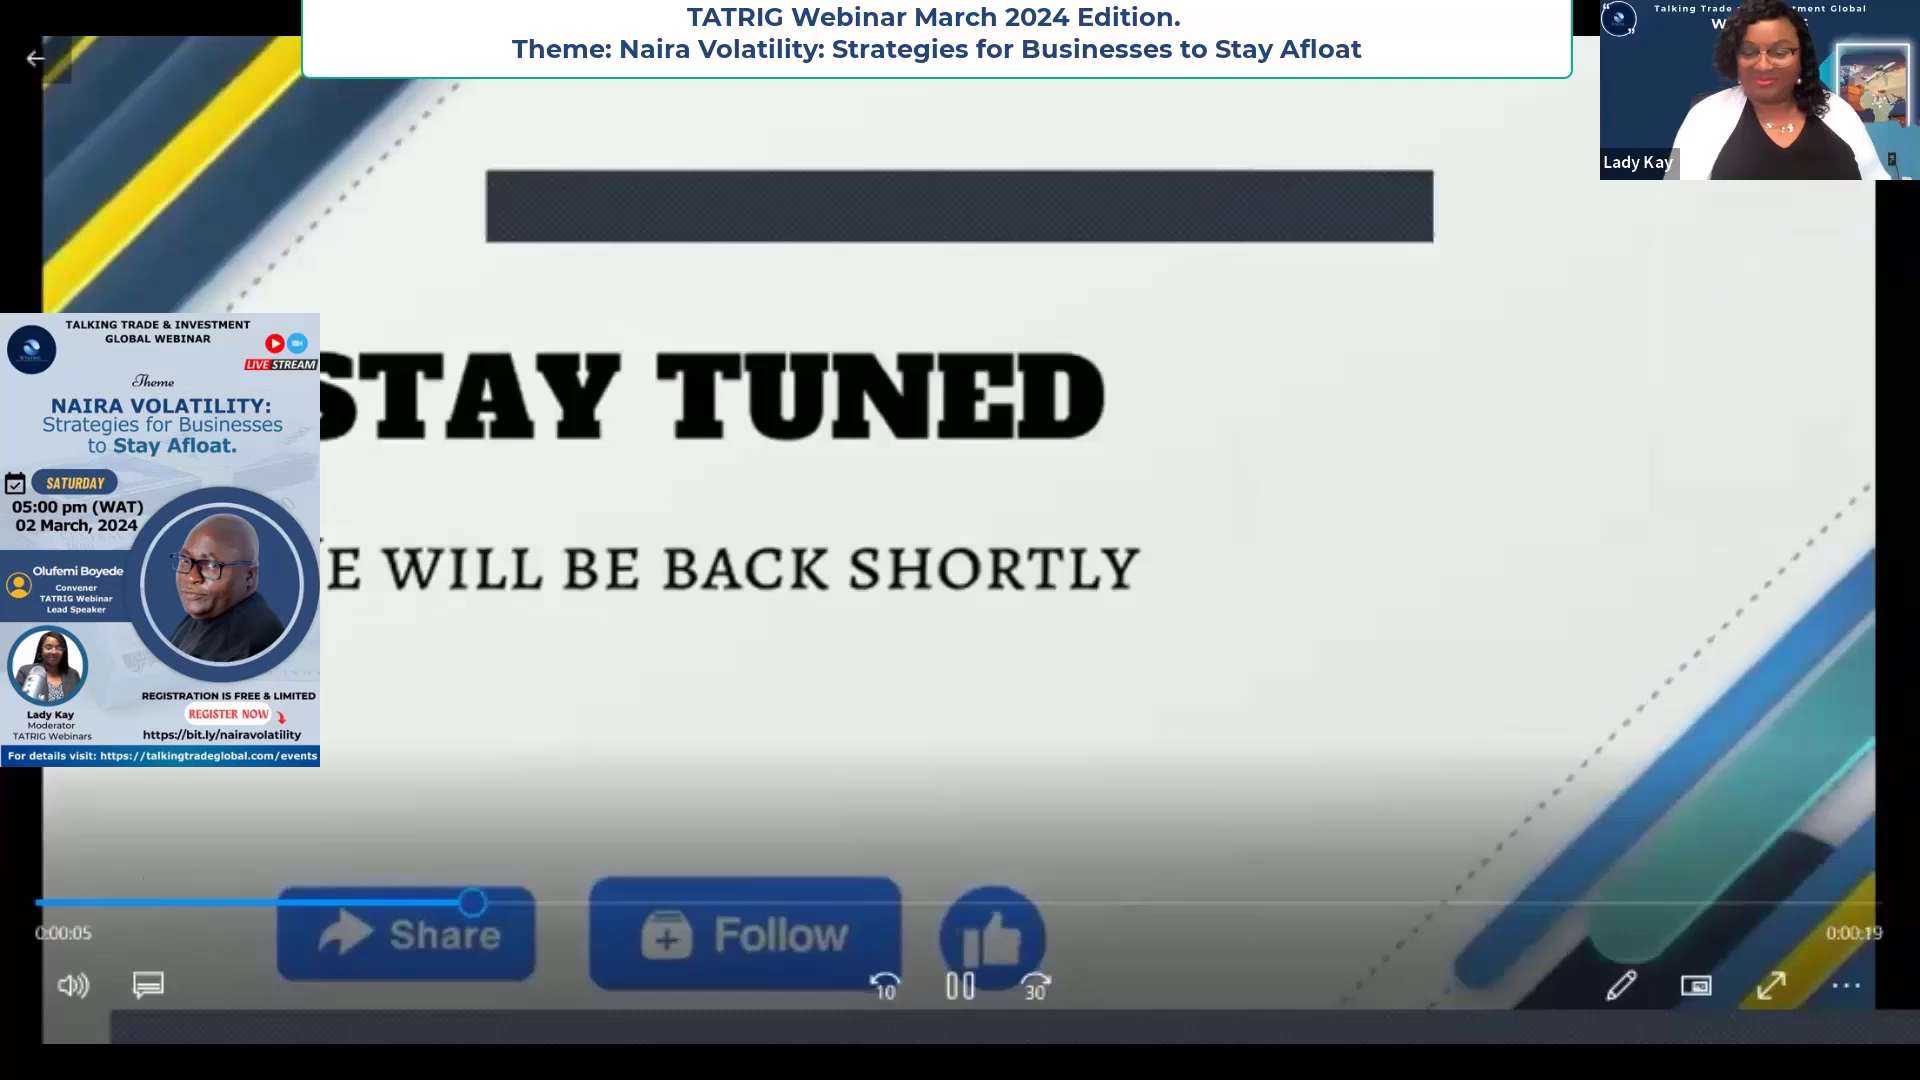 TATRIG Webinar March 2024 Edition.
Theme: Naira Volatility: Strategies for Businesses to Stay Afloat
Talking Trade
Global
Lady Kay
STAY TUNED
E WILL BE BACK SHORTLY
TALKING TRADE & INVESTMENT
GLOBAL WEBINAR
LIVE STREAM
Theme
NAIRA VOLATILITY:
Strategies for Businesses
to Stay Afloat.
SATURDAY
05:00 pm (WAT)
02 March, 2024
Olufemi Boyede
Convener
TATRIG Webinar
Lead Speaker
Lady Kay
Moderator
TATRIG Webinars
REGISTRATION IS FREE & LIMITED
REGISTER NOW
https://bit.ly/nairavolatility
For details visit: https://talkingtradeglobal.com/events
Share
Follow
0:00:05
0:00:19
10
30